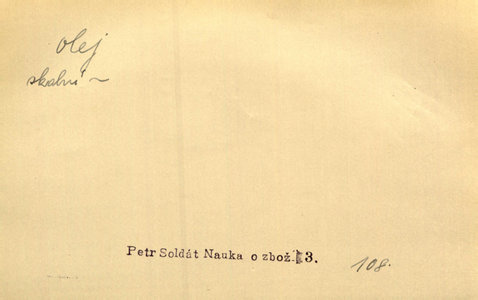 olej
skalní ~
Petr Soldát Nauka o zbož. 3.
108.